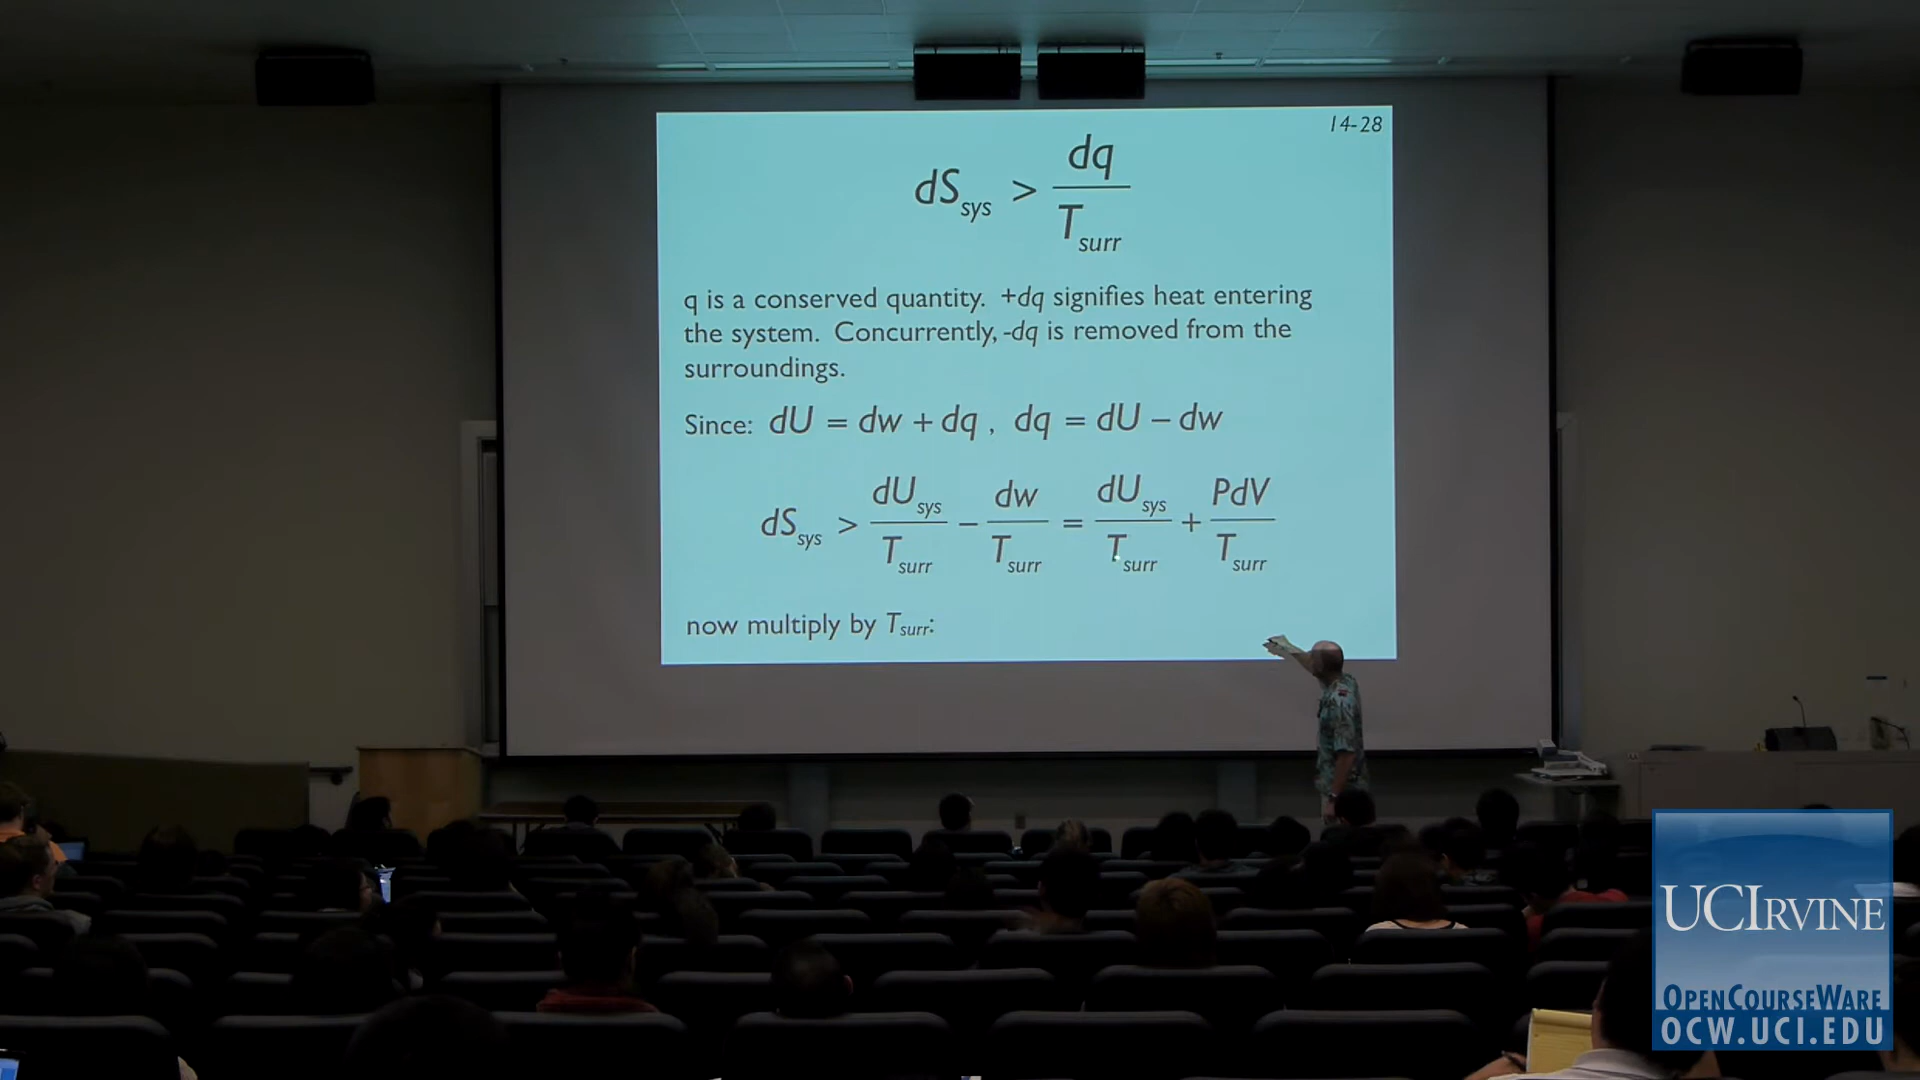 14-28
dS_sys > dq / T_surr
q is a conserved quantity. +dq signifies heat entering
the system. Concurrently, -dq is removed from the
surroundings.
Since: dU = dw + dq , dq = dU − dw
dS_sys > dU_sys / T_surr − dw / T_surr = dU_sys / T_surr + PdV / T_surr
now multiply by T_surr:
UCIRVINE
OPENCOURSEWARE
OCW.UCI.EDU